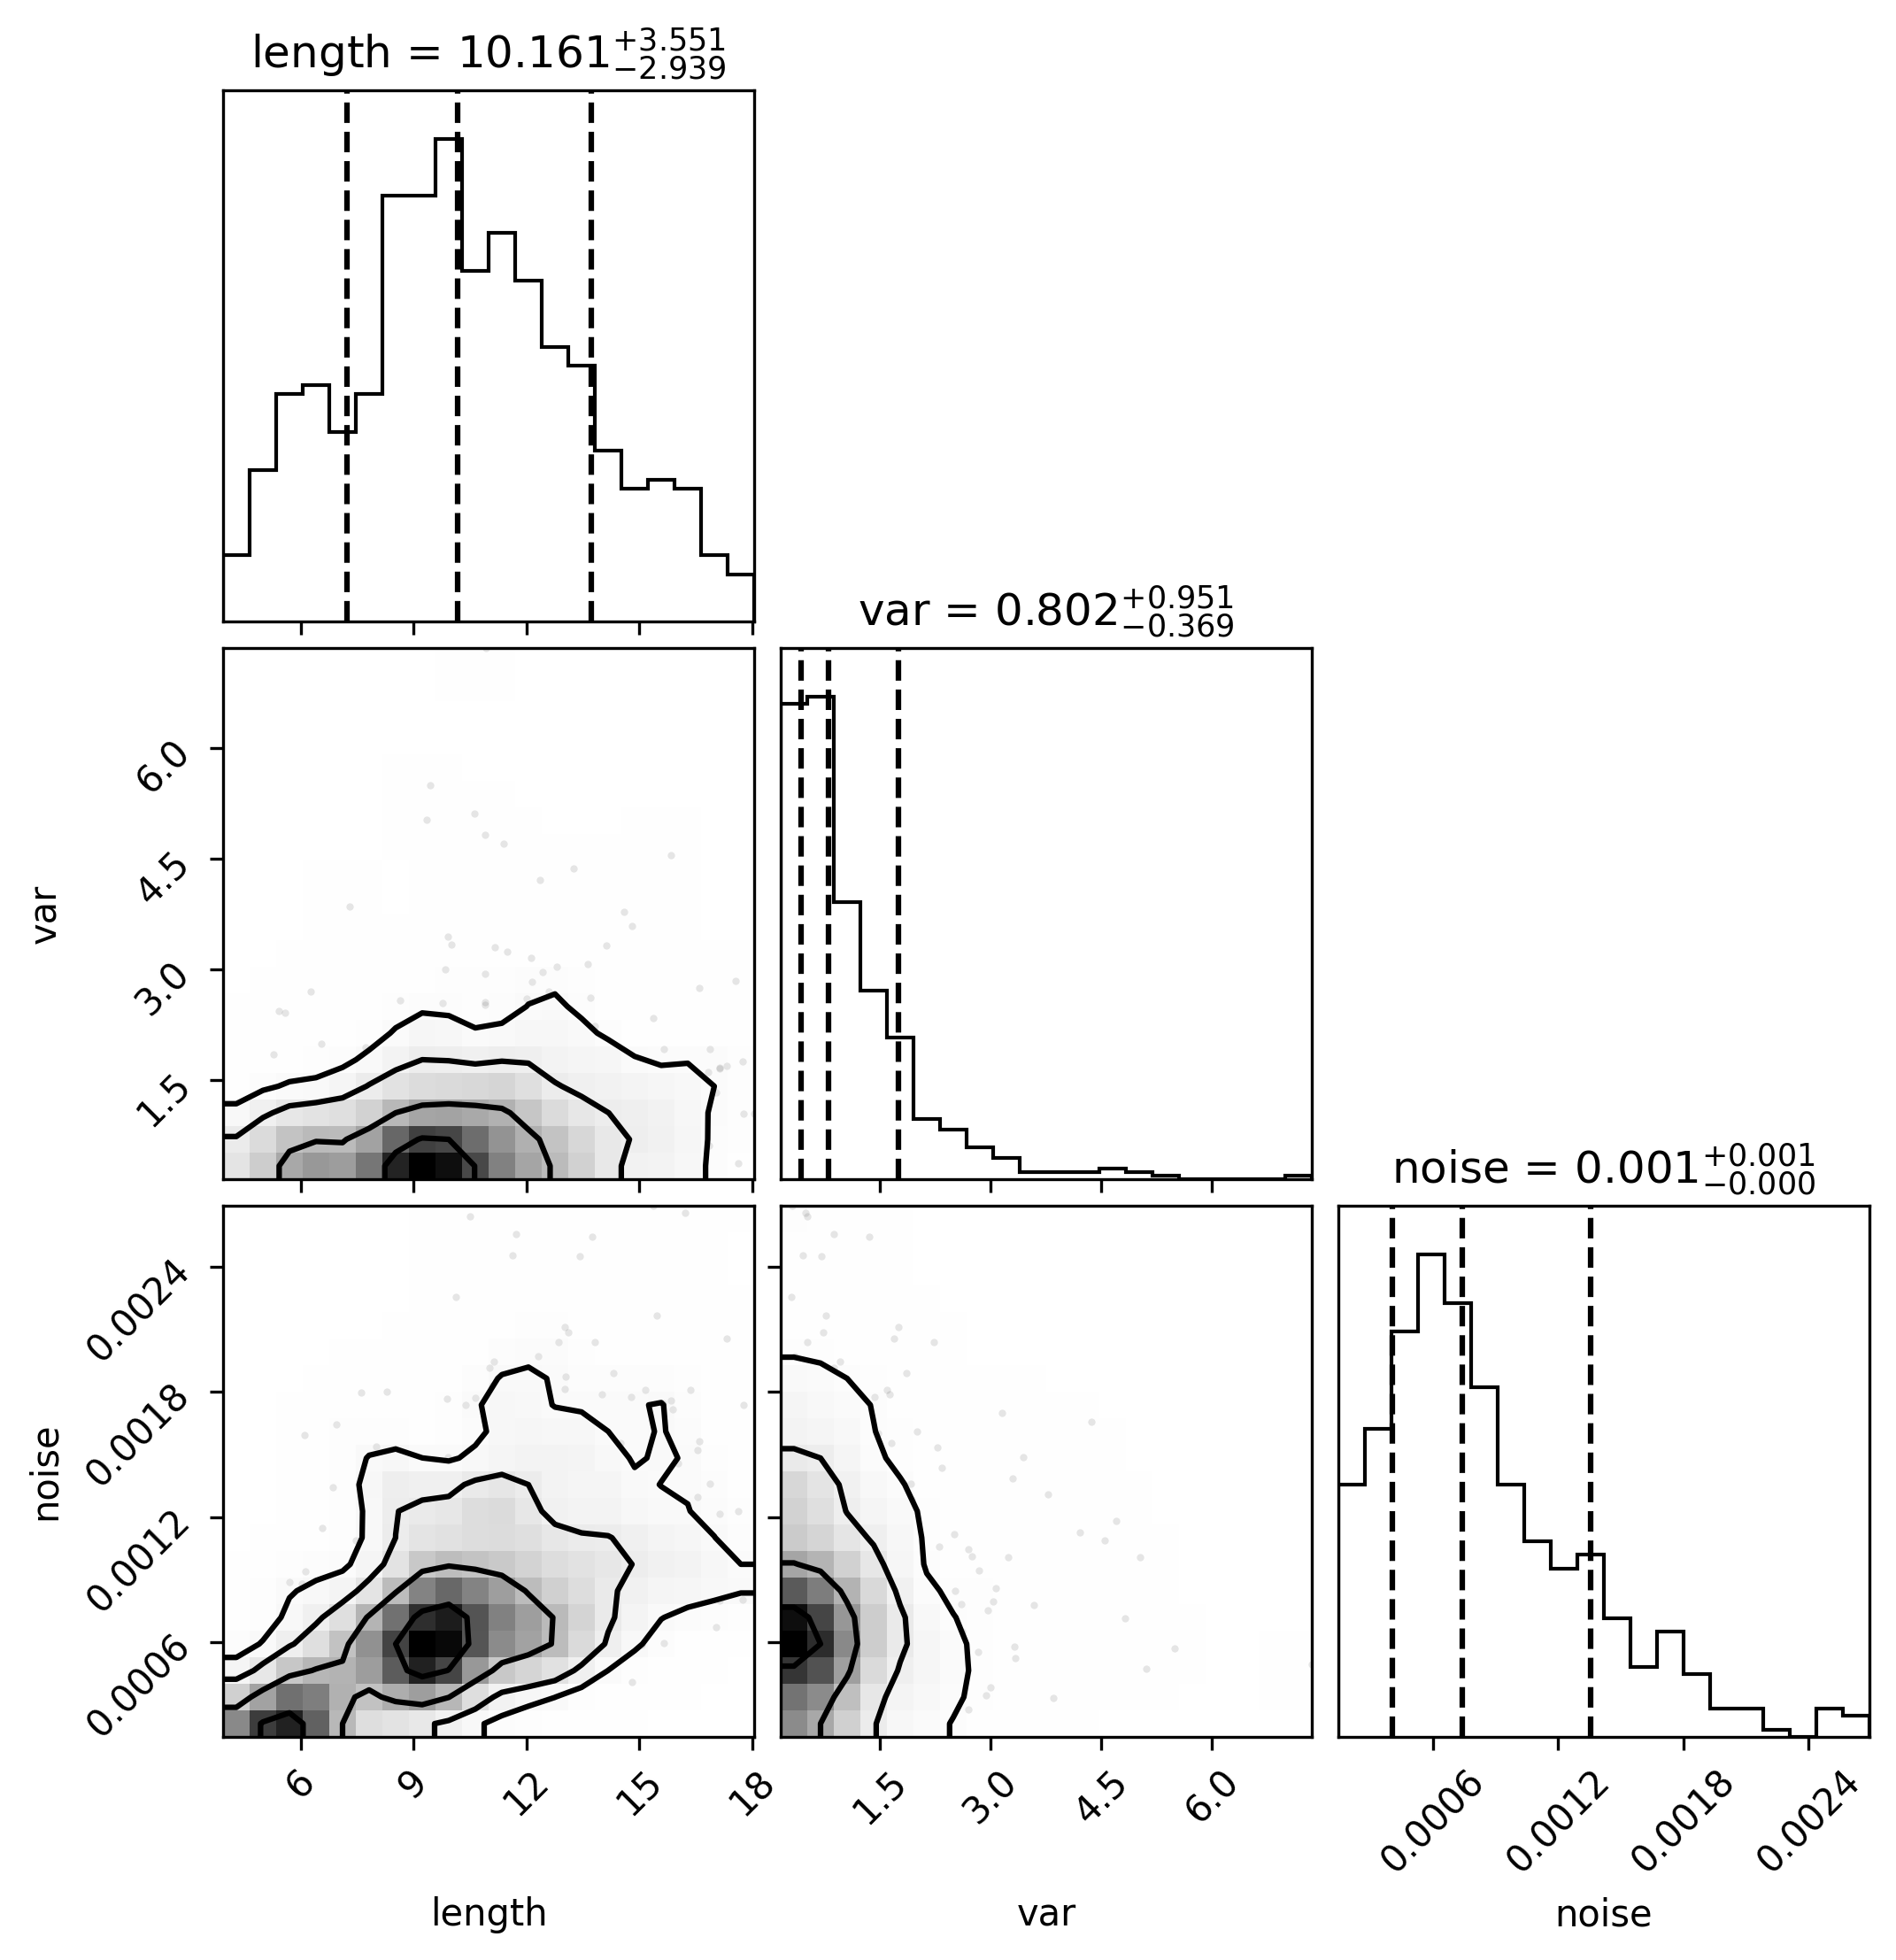 length = 10.161 +3.551 −2.939
var = 0.802 +0.951 −0.369
6.0
4.5
3.0
1.5
var
noise = 0.001 +0.001 −0.000
0.0024
0.0018
0.0012
0.0006
noise
6 9 12 15 18
1.5 3.0 4.5 6.0
0.0006 0.0012 0.0018 0.0024
length var noise